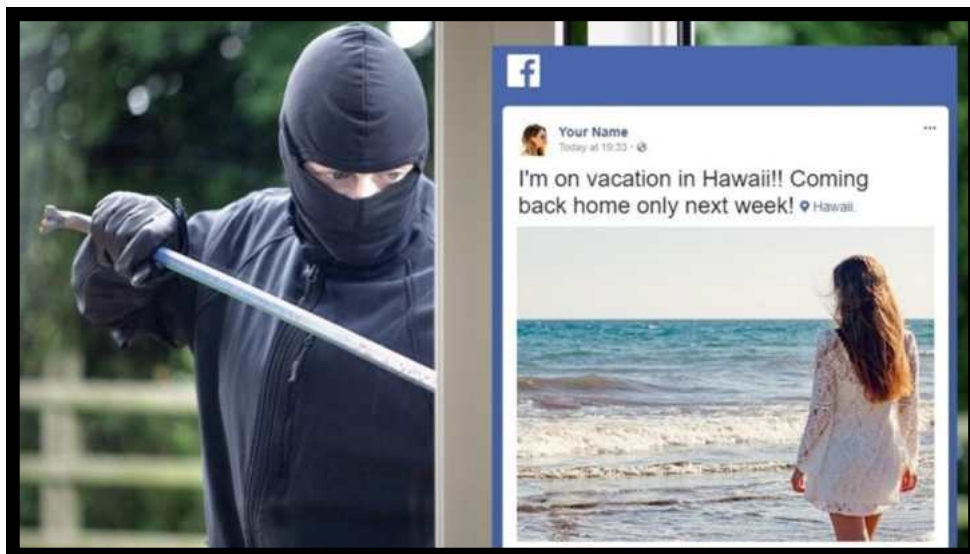 f
Your Name
Today at 19:33
I'm on vacation in Hawaii!! Coming
back home only next week! Hawaii.